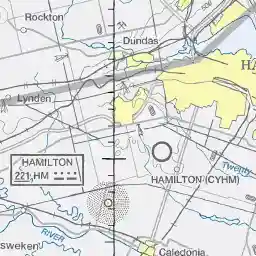 Rockton
Dundas
HA
Lynden
HAMILTON
221 HM
Twenty
HAMILTON (CYHM)
RIVER
sweken
Caledonia